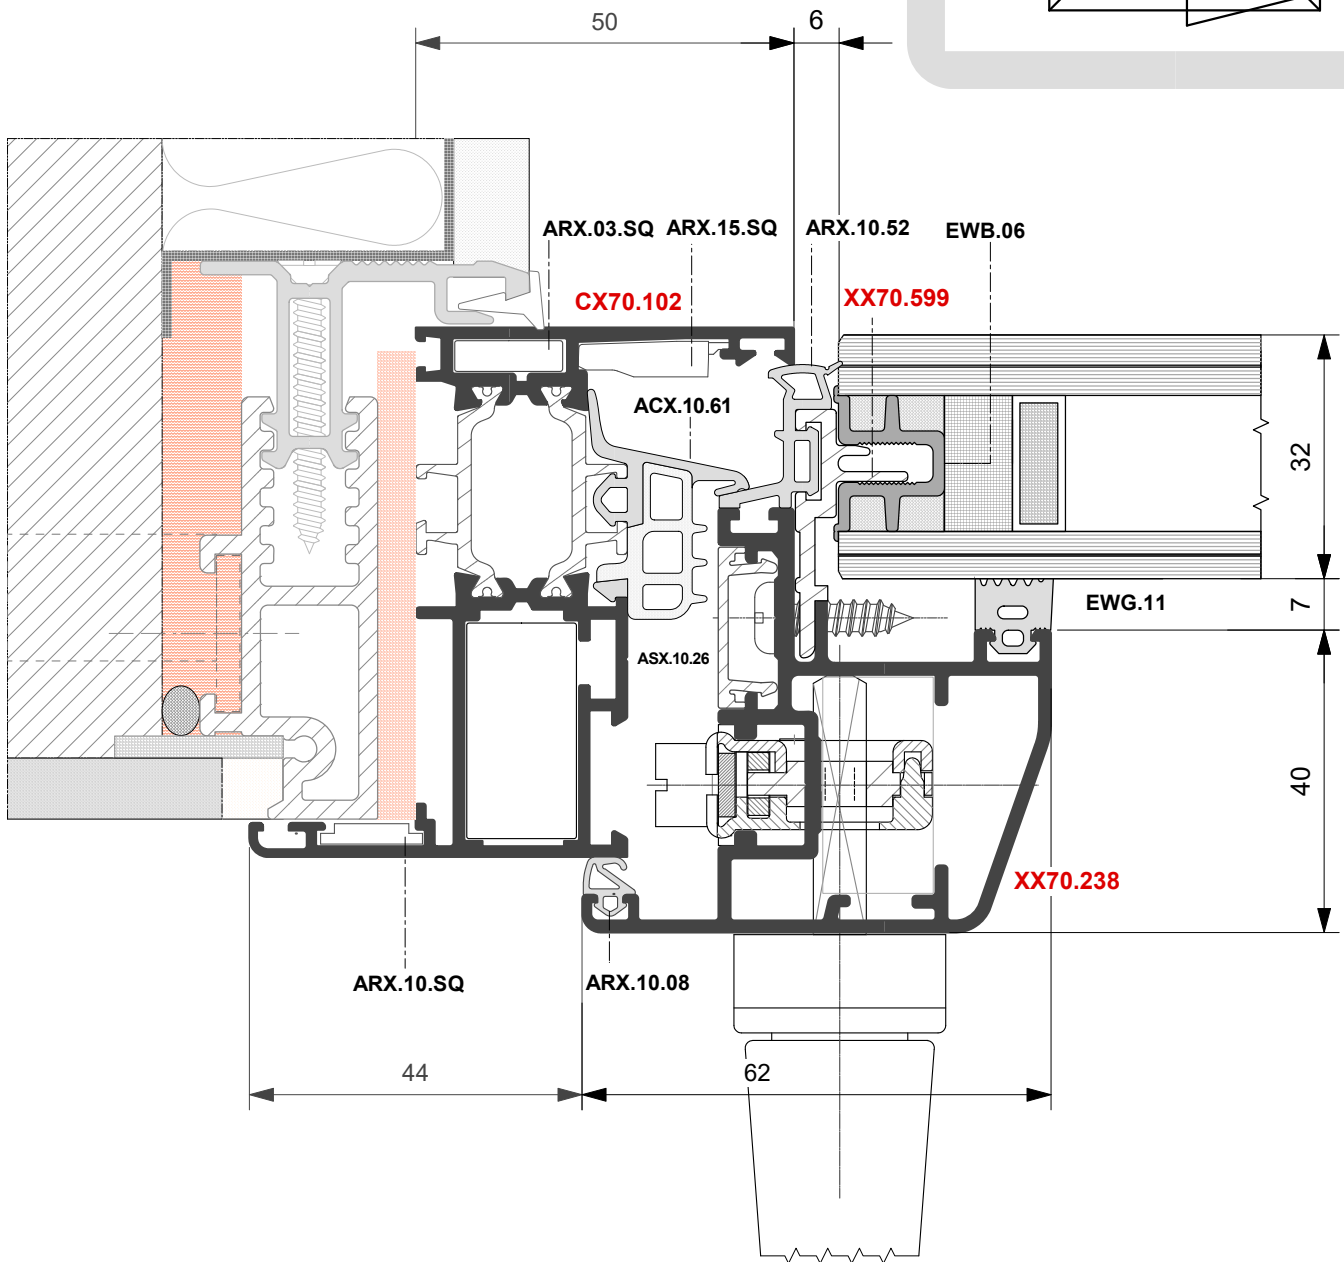 50
6
ARX.03.SQ
ARX.15.SQ
ARX.10.52
EWB.06
CX70.102
XX70.599
ACX.10.61
32
EWG.11
7
ASX.10.26
40
XX70.238
ARX.10.SQ
ARX.10.08
44
62